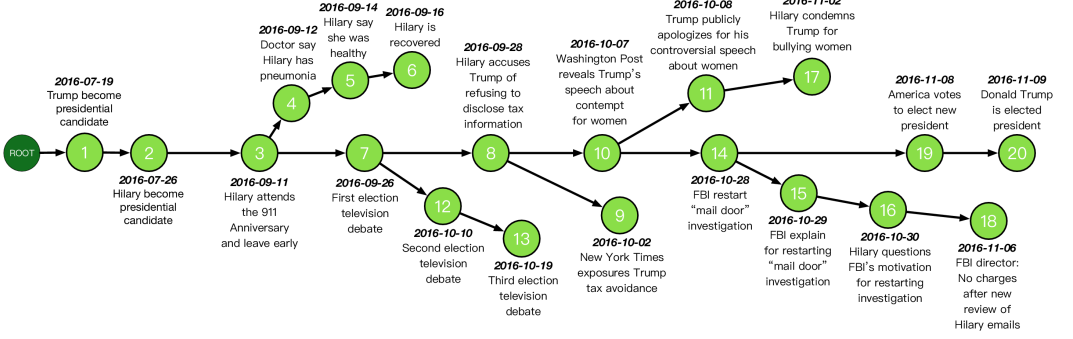 ROOT
2016-07-19
Trump become
presidential
candidate
1
2
2016-07-26
Hilary become
presidential
candidate
3
2016-09-11
Hilary attends
the 911
Anniversary
and leave early
2016-09-12
Doctor say
Hilary has
pneumonia
4
2016-09-14
Hilary say
she was
healthy
5
2016-09-16
Hilary is
recovered
6
7
2016-09-26
First election
television
debate
12
2016-10-10
Second election
television
debate
13
2016-10-19
Third election
television
debate
2016-09-28
Hilary accuses
Trump of
refusing to
disclose tax
information
8
9
2016-10-02
New York Times
exposures Trump
tax avoidance
2016-10-07
Washington Post
reveals Trump's
speech about
contempt
for women
10
2016-10-08
Trump publicly
apologizes for his
controversial speech
about women
11
2016-11-02
Hilary condemns
Trump for
bullying women
17
14
2016-10-28
FBI restart
“mail door”
investigation
15
2016-10-29
FBI explain
for restarting
“mail door”
investigation
16
2016-10-30
Hilary questions
FBI's motivation
for restarting
investigation
18
2016-11-06
FBI director:
No charges
after new
review of
Hilary emails
2016-11-08
America votes
to elect new
president
19
2016-11-09
Donald Trump
is elected
president
20